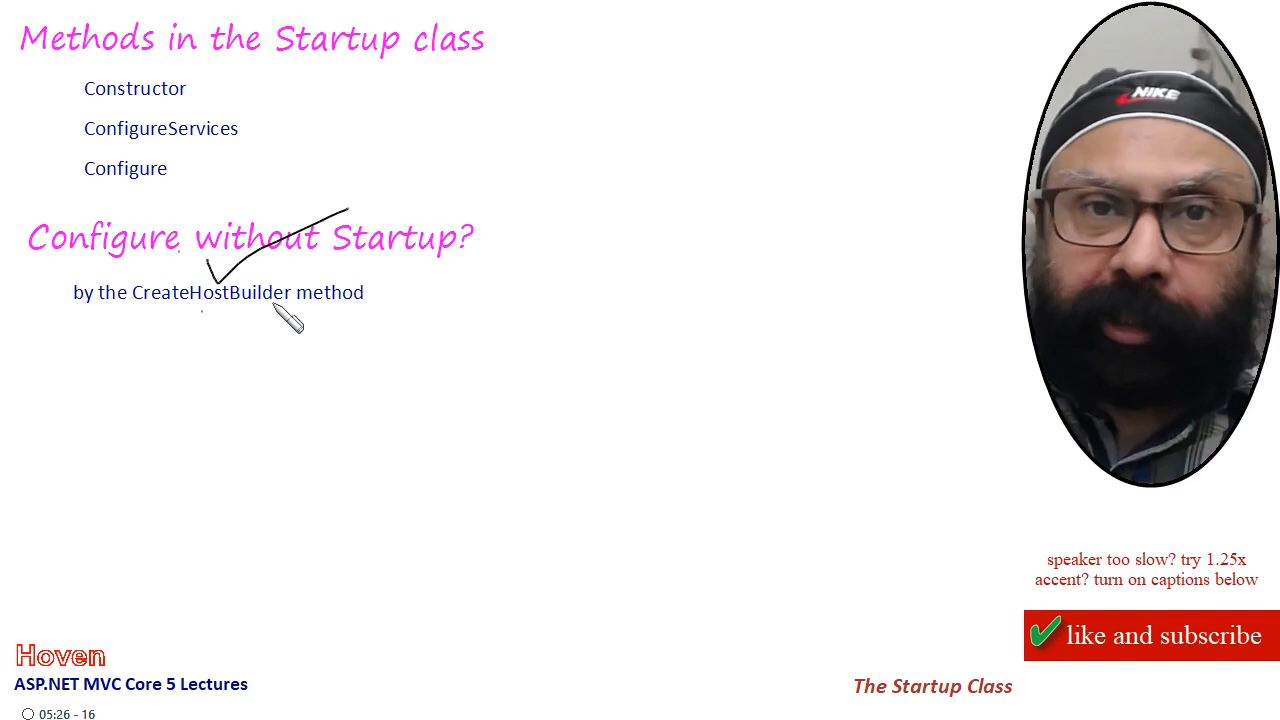 Methods in the Startup class
Constructor
ConfigureServices
Configure
Configure without Startup?
by the CreateHostBuilder method
NIKE
speaker too slow? try 1.25x
accent? turn on captions below
like and subscribe
Hoven
ASP.NET MVC Core 5 Lectures
The Startup Class
05:26 - 16